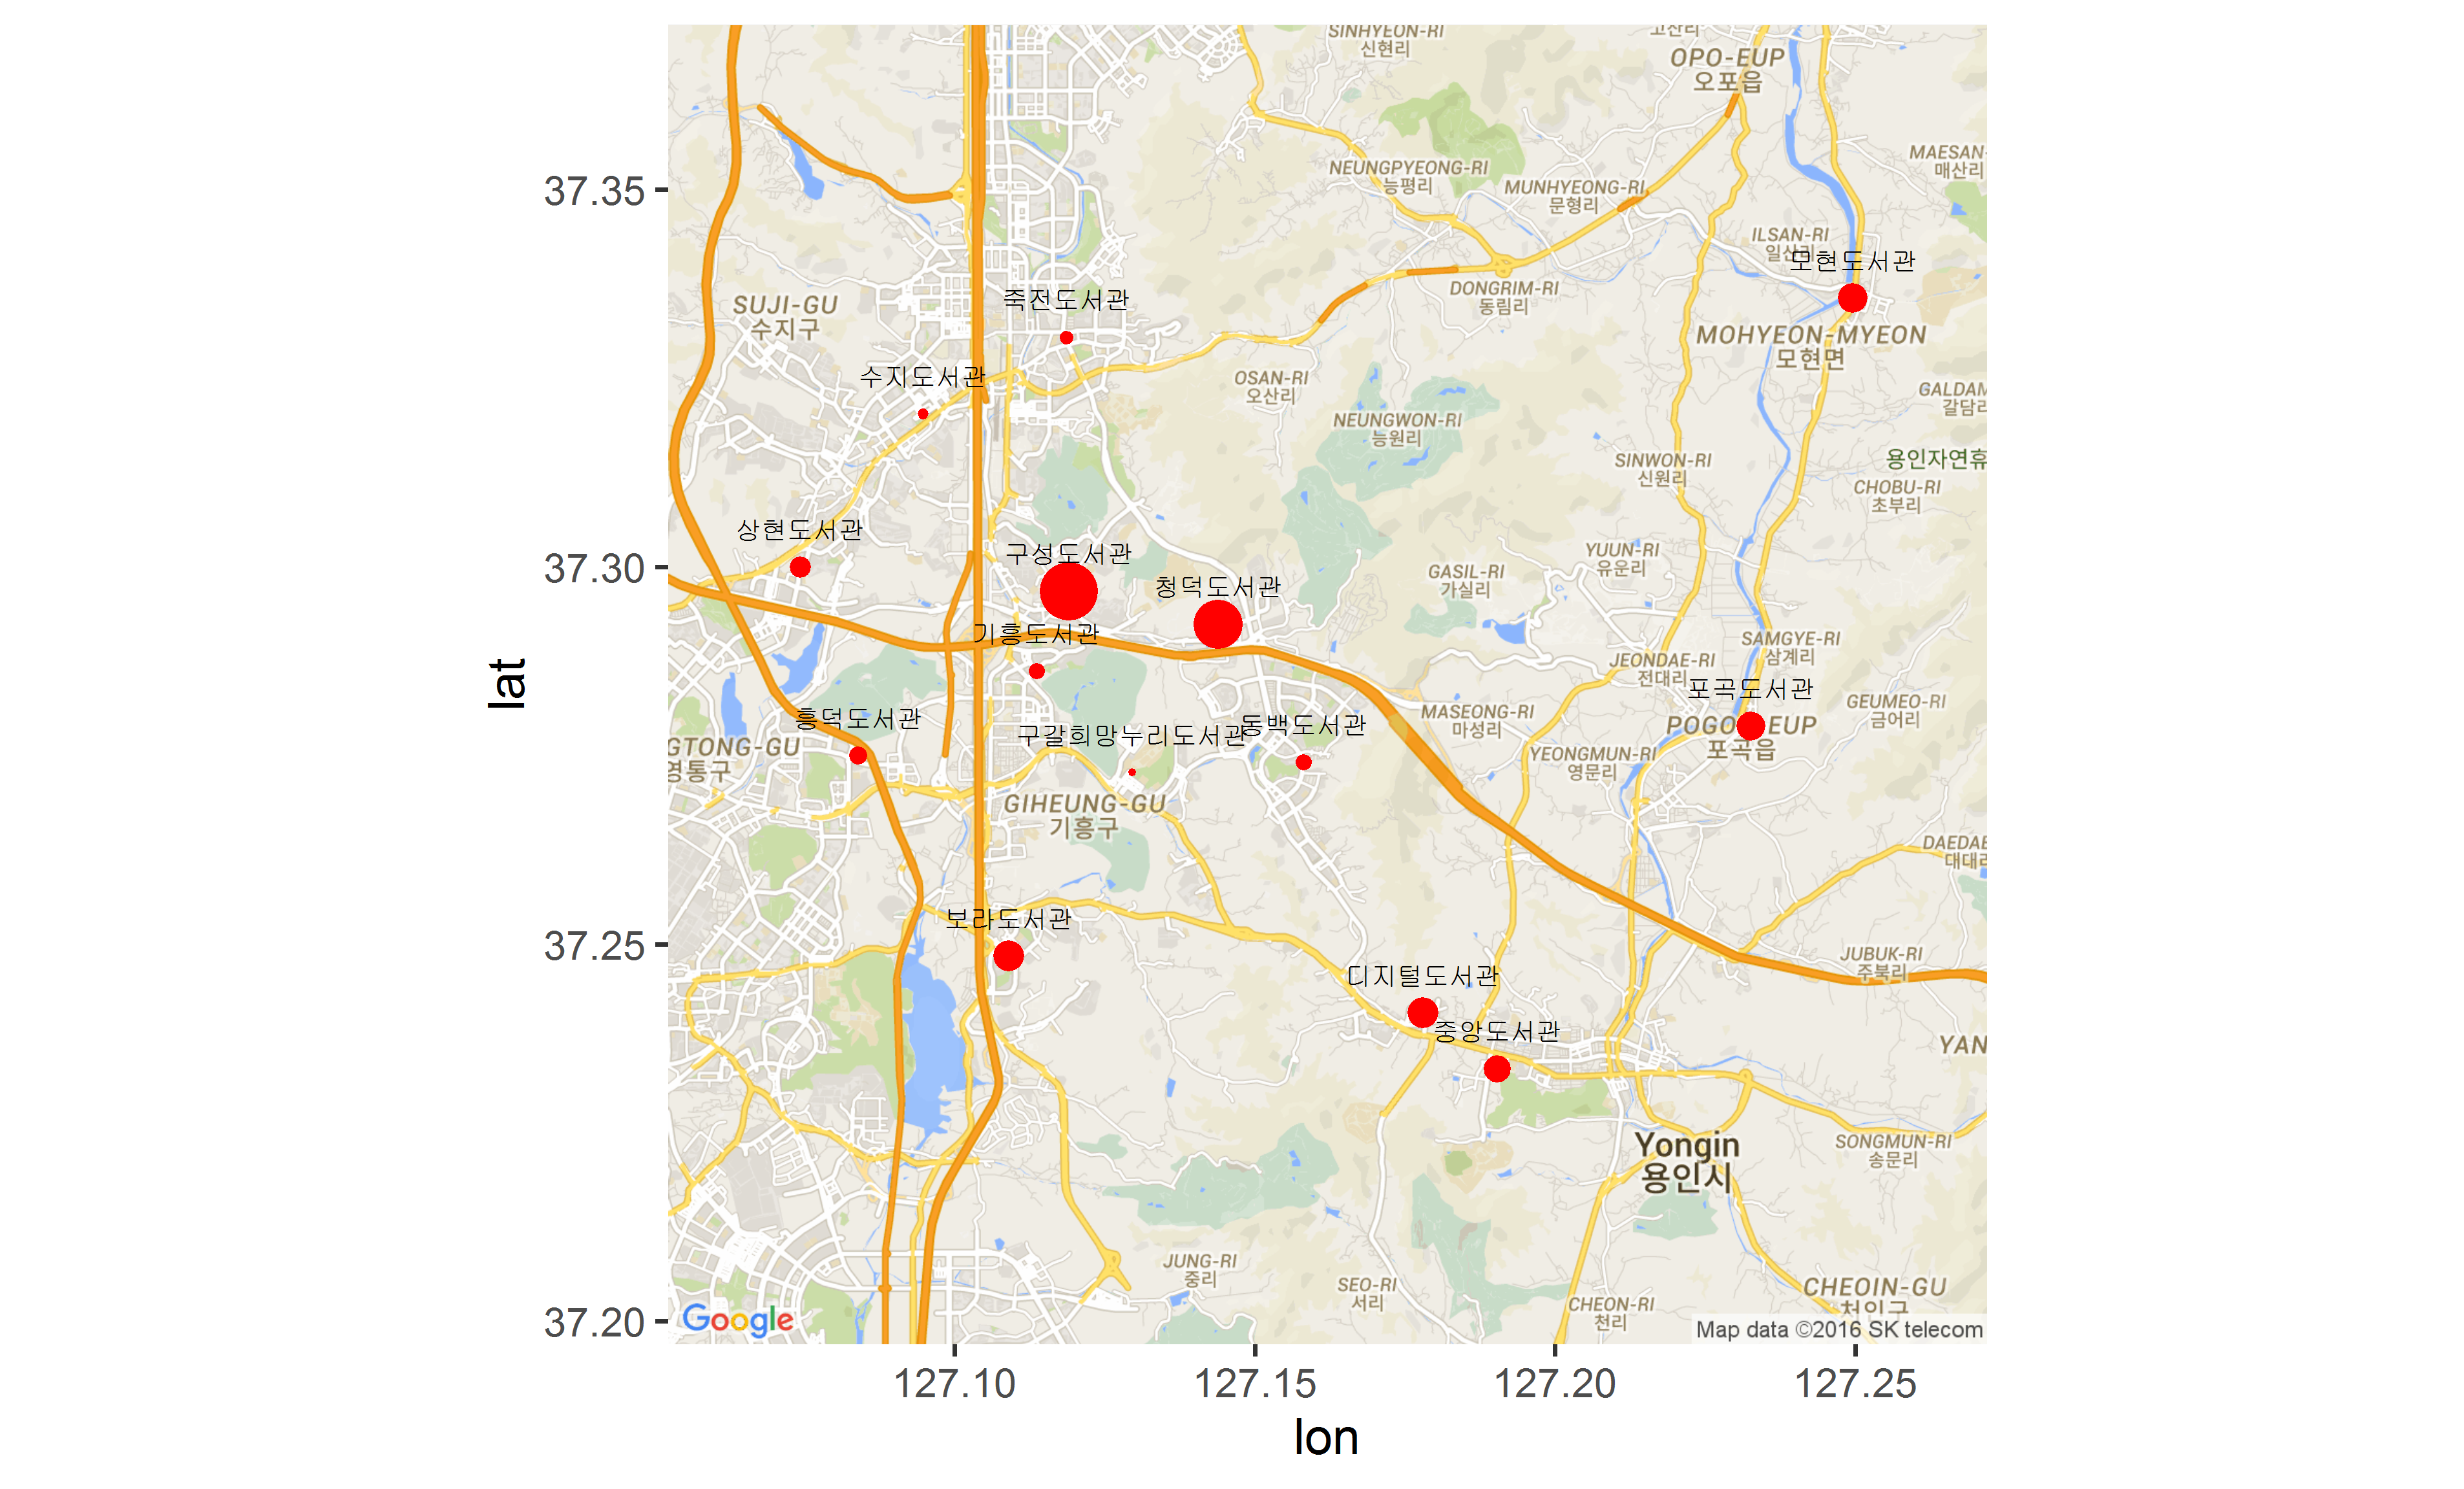 SINHYEON-RI
신현리
고산리
OPO-EUP
오포읍
MAESAN-
매산리
NEUNGPYEONG-RI
능평리
MUNHYEONG-RI
문형리
37.35
ILSAN-RI
일산리
모현도서관
SUJI-GU
수지구
죽전도서관
DONGRIM-RI
동림리
MOHYEON-MYEON
모현면
수지도서관
OSAN-RI
오산리
GALDAM
갈담리
NEUNGWON-RI
능원리
SINWON-RI
신원리
용인자연휴
CHOBU-RI
초부리
상현도서관
구성도서관
YUUN-RI
유운리
37.30
GASIL-RI
가실리
청덕도서관
기흥도서관
SAMGYE-RI
삼계리
JEONDAE-RI
전대리
lat
포곡도서관
GEUMEO-RI
금어리
흥덕도서관
구갈희망누리도서관
동백도서관
MASEONG-RI
마성리
POGO EUP
포곡읍
GTONG-GU
영통구
YEONGMUN-RI
영문리
GIHEUNG-GU
기흥구
DAEDAE
대대리
보라도서관
37.25
JUBUK-RI
주북리
디지털도서관
중앙도서관
YAN
Yongin
용인시
SONGMUN-RI
송문리
JUNG-RI
중리
SEO-RI
서리
CHEOIN-GU
처인구
CHEON-RI
천리
37.20
Google
Map data ©2016 SK telecom
127.10
127.15
127.20
127.25
lon